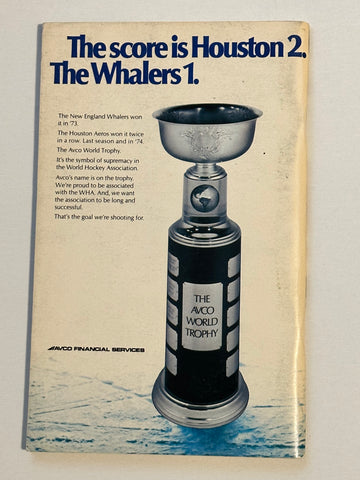 The score is Houston 2,
The Whalers 1.
The New England Whalers won
it in '73.
The Houston Aeros won it twice
in a row. Last season and in '74.
The Avco World Trophy.
It's the symbol of supremacy in
the World Hockey Association.
Avco's name is on the trophy.
We're proud to be associated
with the WHA. And, we want
the association to be long and
successful.
That's the goal we're shooting for.
THE
AVCO
WORLD
TROPHY
AVCO FINANCIAL SERVICES